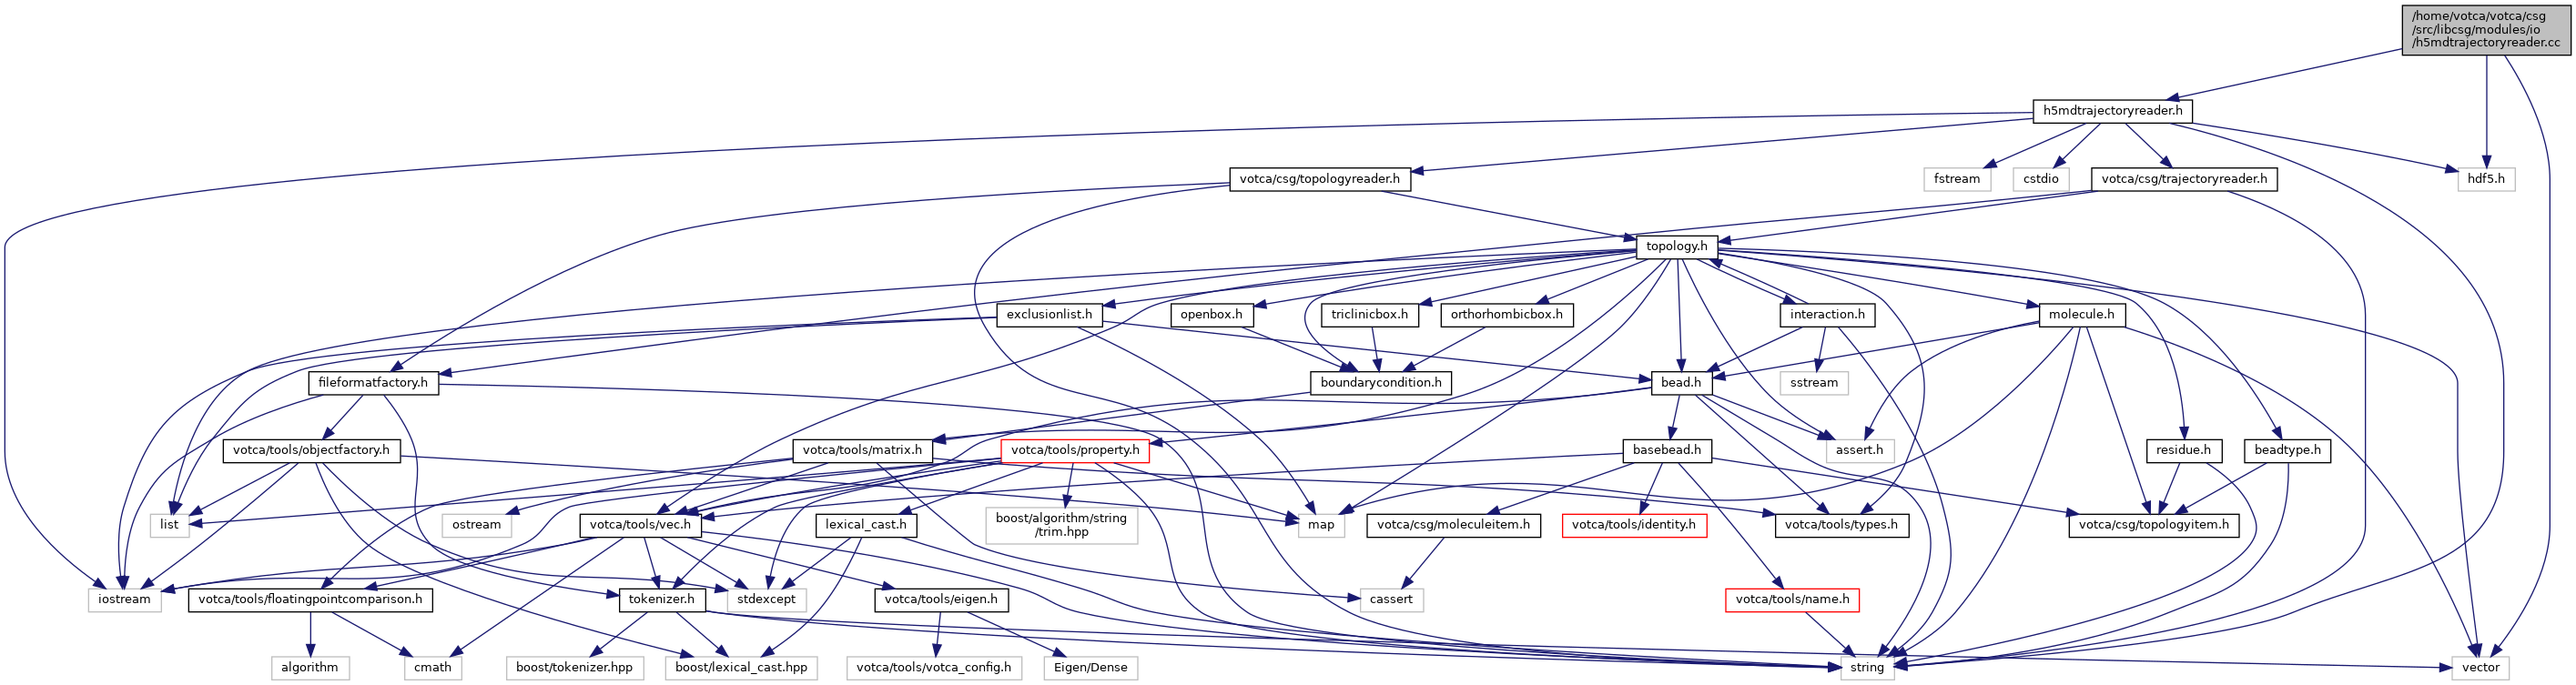 /home/votca/votca/csg
/src/libcsg/modules/io
/h5mdtrajectoryreader.cc
h5mdtrajectoryreader.h
votca/csg/topologyreader.h
fstream
cstdio
votca/csg/trajectoryreader.h
hdf5.h
topology.h
exclusionlist.h
openbox.h
triclinicbox.h
orthorhombicbox.h
interaction.h
molecule.h
fileformatfactory.h
boundarycondition.h
bead.h
sstream
votca/tools/objectfactory.h
votca/tools/matrix.h
votca/tools/property.h
basebead.h
assert.h
residue.h
beadtype.h
list
ostream
votca/tools/vec.h
lexical_cast.h
boost/algorithm/string
/trim.hpp
map
votca/csg/moleculeitem.h
votca/tools/identity.h
votca/tools/types.h
votca/csg/topologyitem.h
iostream
votca/tools/floatingpointcomparison.h
tokenizer.h
stdexcept
votca/tools/eigen.h
cassert
votca/tools/name.h
algorithm
cmath
boost/tokenizer.hpp
boost/lexical_cast.hpp
votca/tools/votca_config.h
Eigen/Dense
string
vector